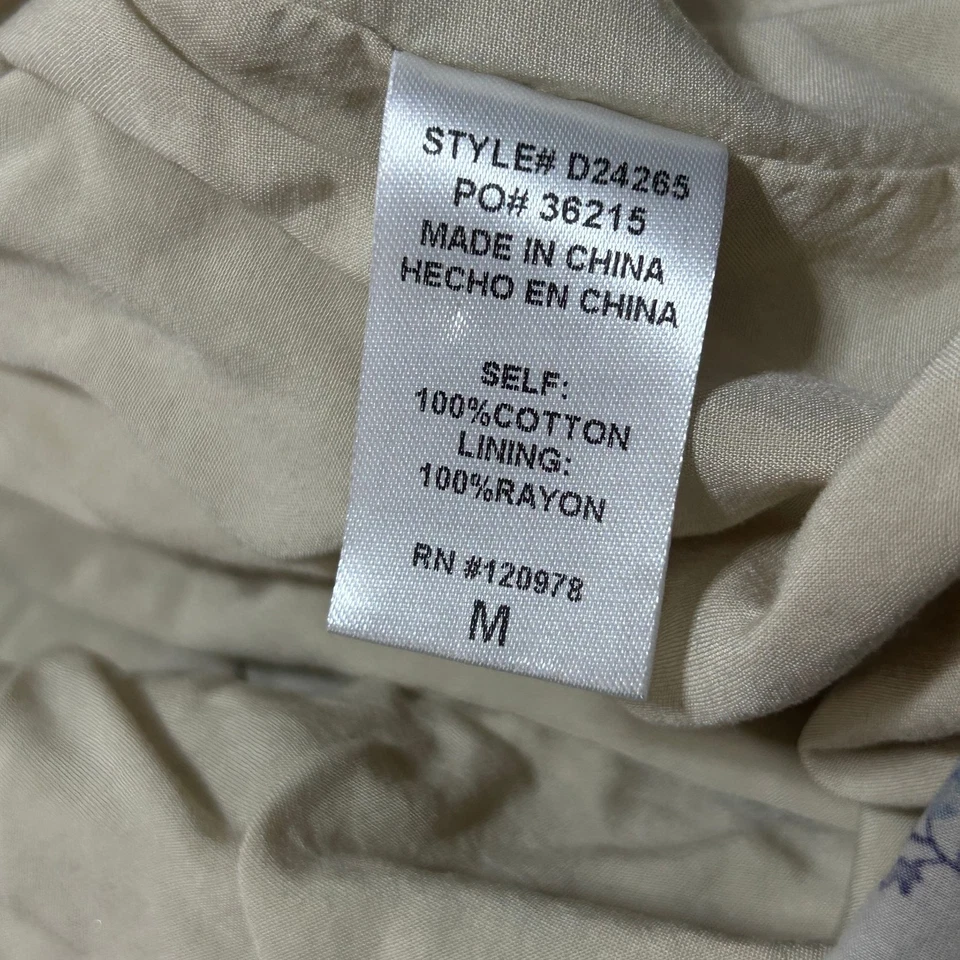 STYLE# D24265
PO# 36215
MADE IN CHINA
HECHO EN CHINA
SELF:
100%COTTON
LINING:
100%RAYON
RN #120978
M